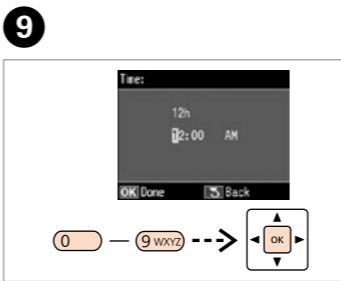 9
Time:
12h
12:00 AM
OK Done Back
0 — 9 WXYZ OK